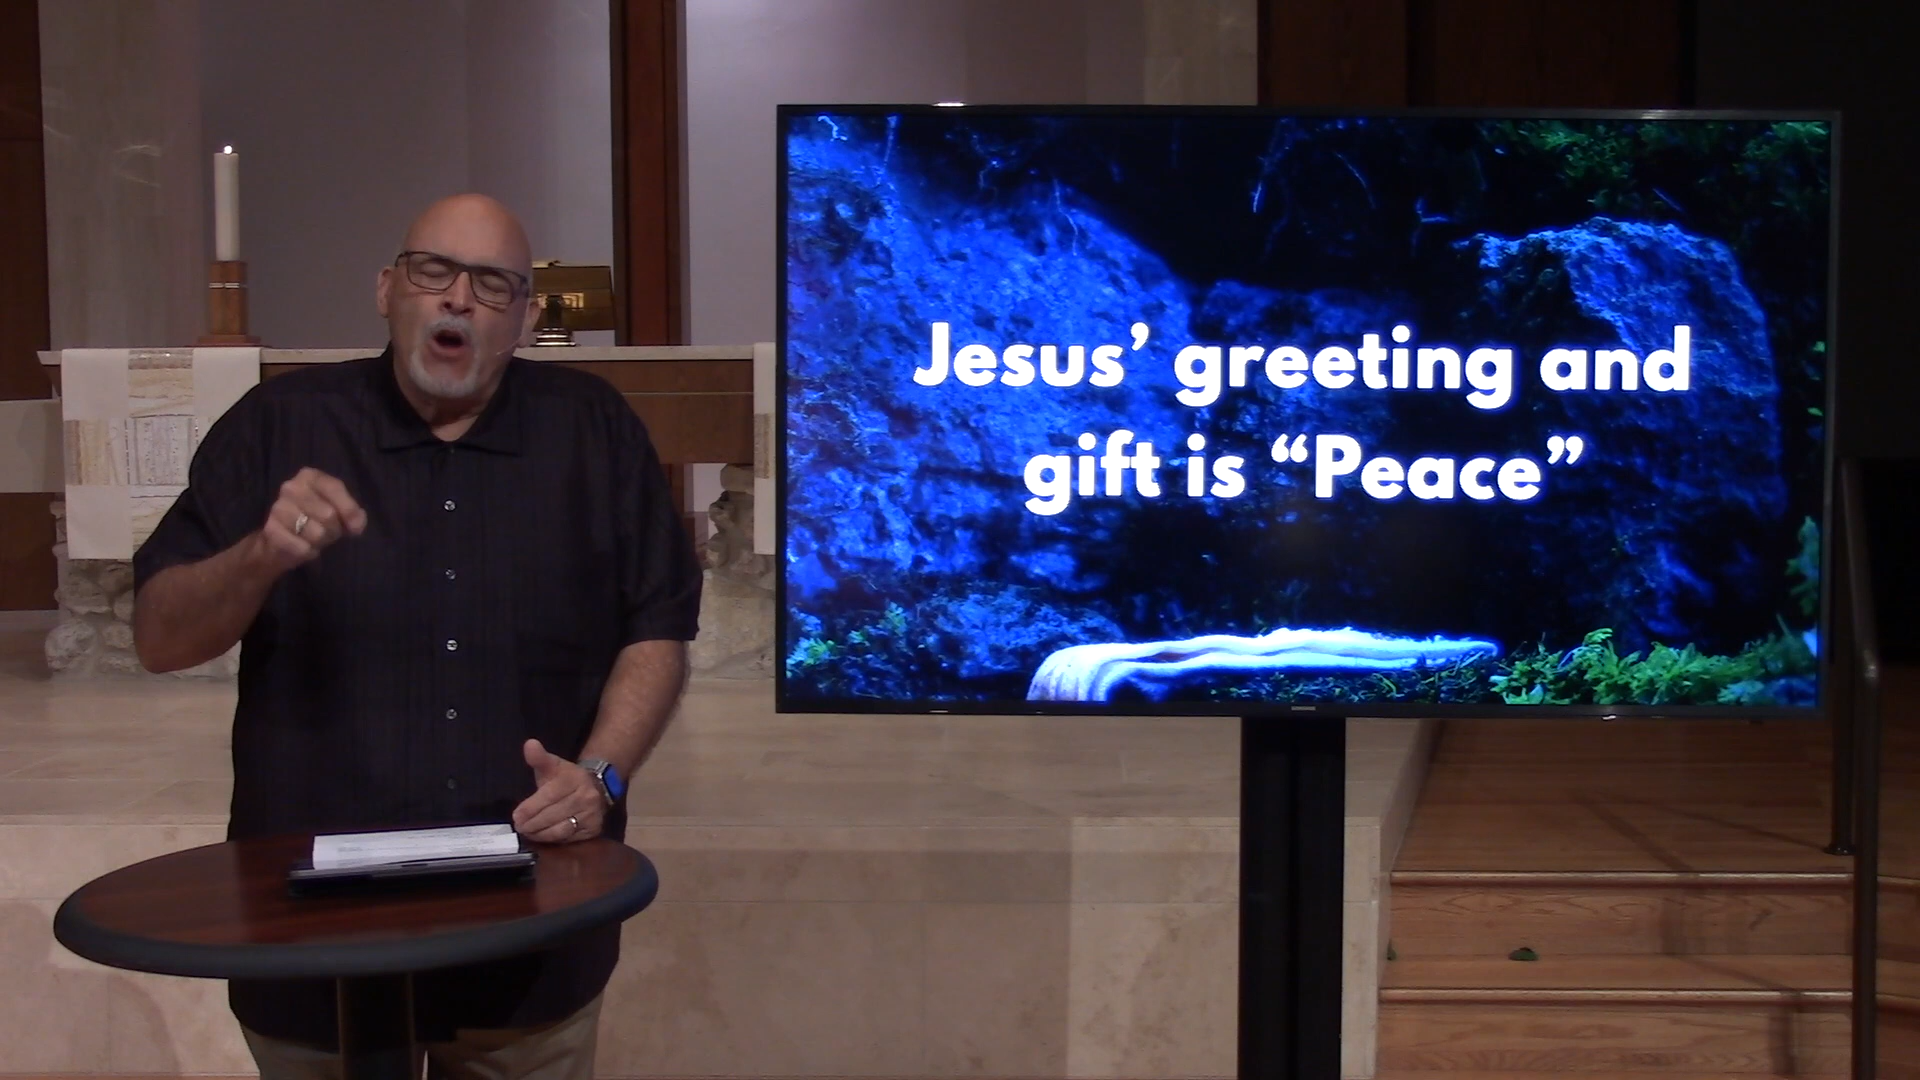 Jesus’ greeting and
gift is “Peace”